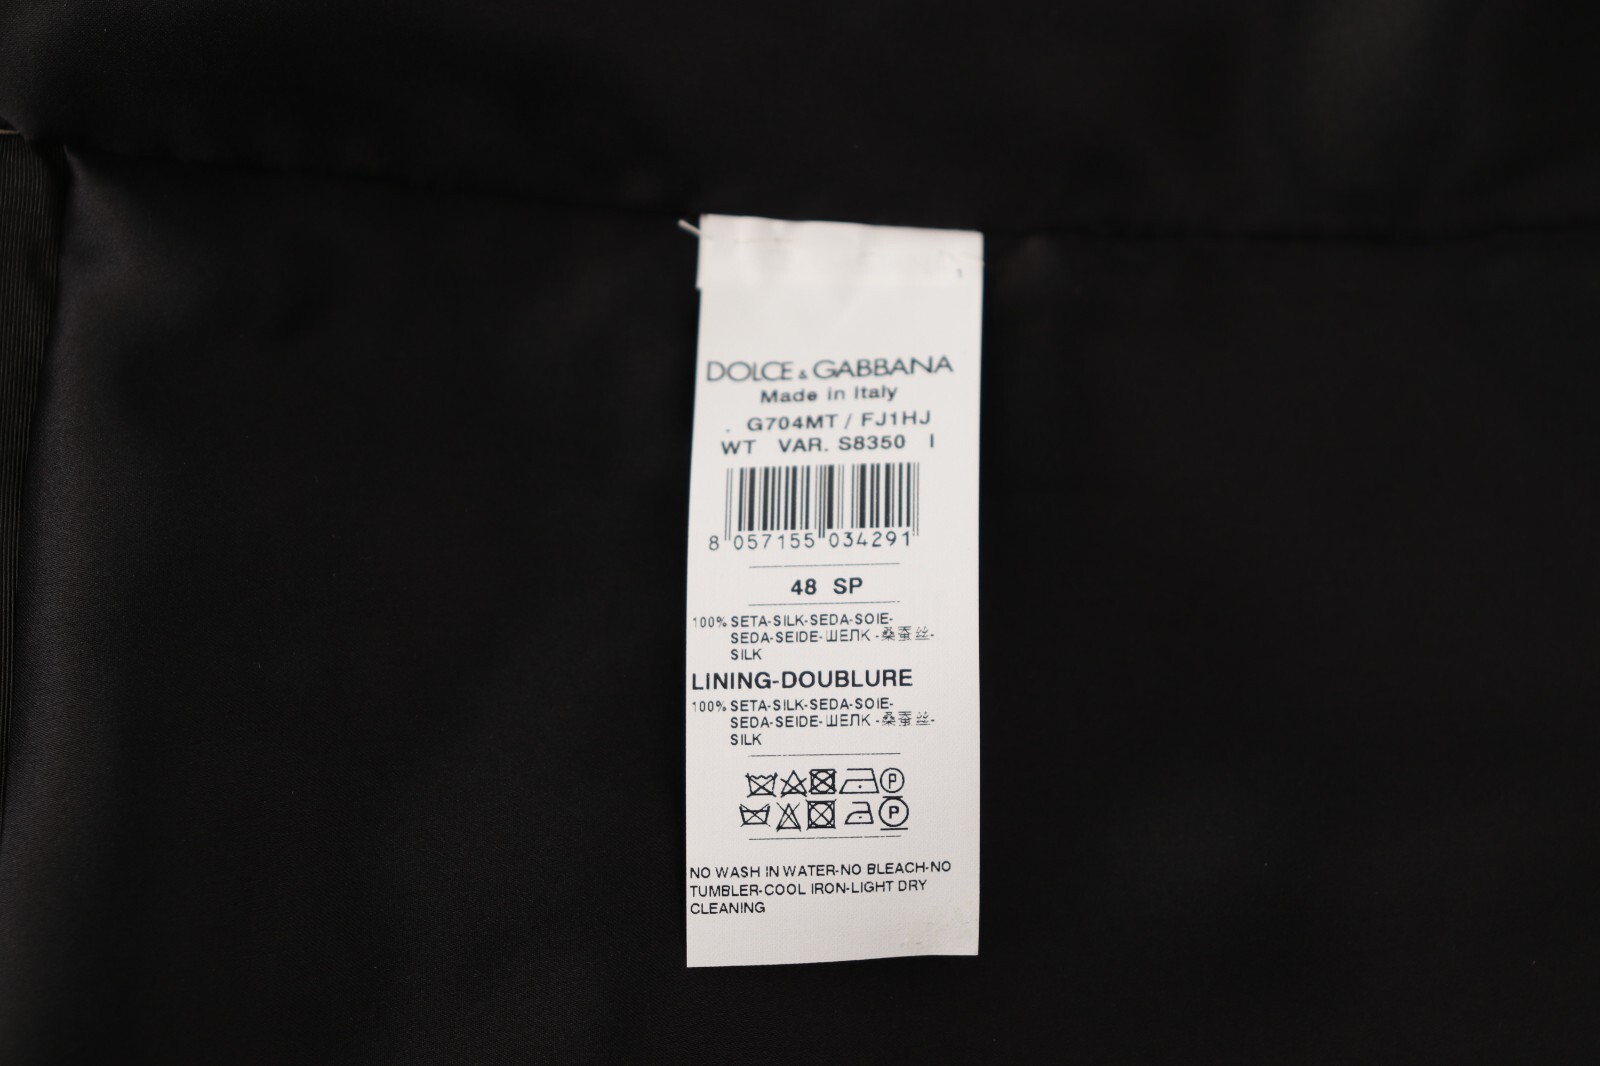 DOLCE & GABBANA
Made in Italy
. G704MT / FJ1HJ
WT VAR. S8350 I
8 057155 034291
48 SP
100% SETA-SILK-SEDA-SOIE-
SEDA-SEIDE-ШЕЛК-桑蚕丝-
SILK
LINING-DOUBLURE
100% SETA-SILK-SEDA-SOIE-
SEDA-SEIDE-ШЕЛК-桑蚕丝-
SILK
P
P
NO WASH IN WATER-NO BLEACH-NO
TUMBLER-COOL IRON-LIGHT DRY
CLEANING